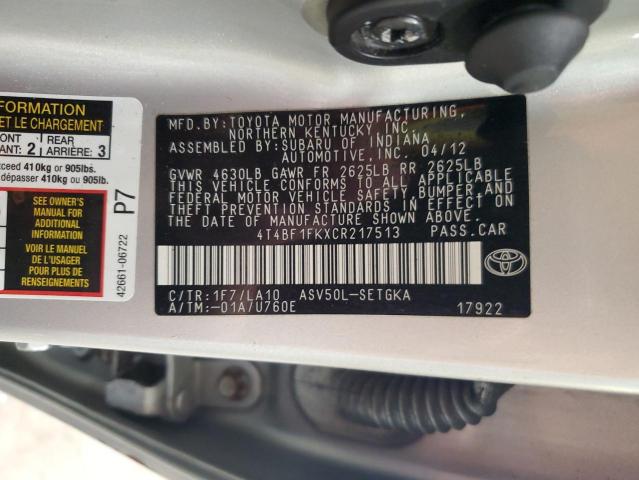 FORMATION
ET LE CHARGEMENT
ONT REAR
ANT: 2 ARRIÈRE: 3
xceed 410kg or 905lbs.
dépasser 410 kg ou 905lb.
SEE OWNER'S
MANUAL FOR
ADDITIONAL
INFORMATION
VOIR LE MANUEL
DE L'USAGER
POUR PLUS DE
RENSEIGNEMENTS
P7
42661-06722
MFD.BY: TOYOTA MOTOR MANUFACTURING,
NORTHERN KENTUCKY, INC.
ASSEMBLED BY: SUBARU OF INDIANA
AUTOMOTIVE, INC. 04/12
GVWR 4630LB GAWR FR 2625LB RR 2625LB
THIS VEHICLE CONFORMS TO ALL APPLICABLE
FEDERAL MOTOR VEHICLE SAFETY, BUMPER, AND
THEFT PREVENTION STANDARDS IN EFFECT ON
THE DATE OF MANUFACTURE SHOWN ABOVE.
4T4BF1FKXCR217513 PASS.CAR
C/TR: 1F7/LA10 ASV50L-SETGKA
A/TM:-01A/U760E 17922